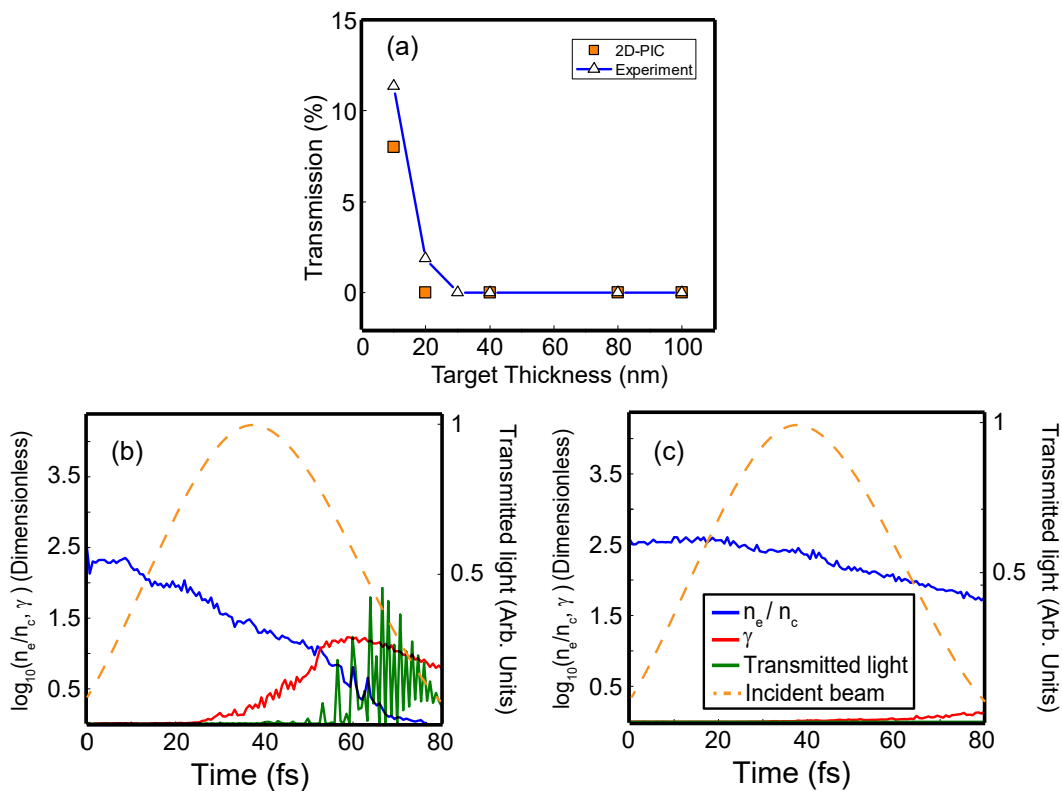 (a)
2D-PIC
Experiment
Transmission (%)
15
10
5
0
0 20 40 60 80 100
Target Thickness (nm)
(b)
log10(ne/nc, γ ) (Dimensionless)
3.5
2.5
1.5
0.5
1
0.5
Transmitted light (Arb. Units)
0 20 40 60 80
Time (fs)
(c)
log10(ne/nc, γ ) (Dimensionless)
3.5
2.5
1.5
0.5
1
0.5
Transmitted light (Arb. Units)
ne / nc
γ
Transmitted light
Incident beam
0 20 40 60 80
Time (fs)